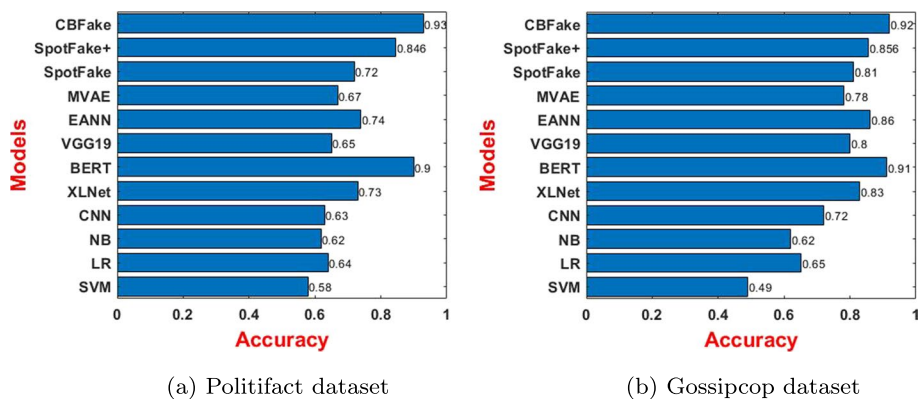 CBFake 0.93
SpotFake+ 0.846
SpotFake 0.72
MVAE 0.67
EANN 0.74
VGG19 0.65
BERT 0.9
XLNet 0.73
CNN 0.63
NB 0.62
LR 0.64
SVM 0.58
0 0.2 0.4 0.6 0.8 1
Models
Accuracy
(a) Politifact dataset
CBFake 0.92
SpotFake+ 0.856
SpotFake 0.81
MVAE 0.78
EANN 0.86
VGG19 0.8
BERT 0.91
XLNet 0.83
CNN 0.72
NB 0.62
LR 0.65
SVM 0.49
0 0.2 0.4 0.6 0.8 1
Models
Accuracy
(b) Gossipcop dataset